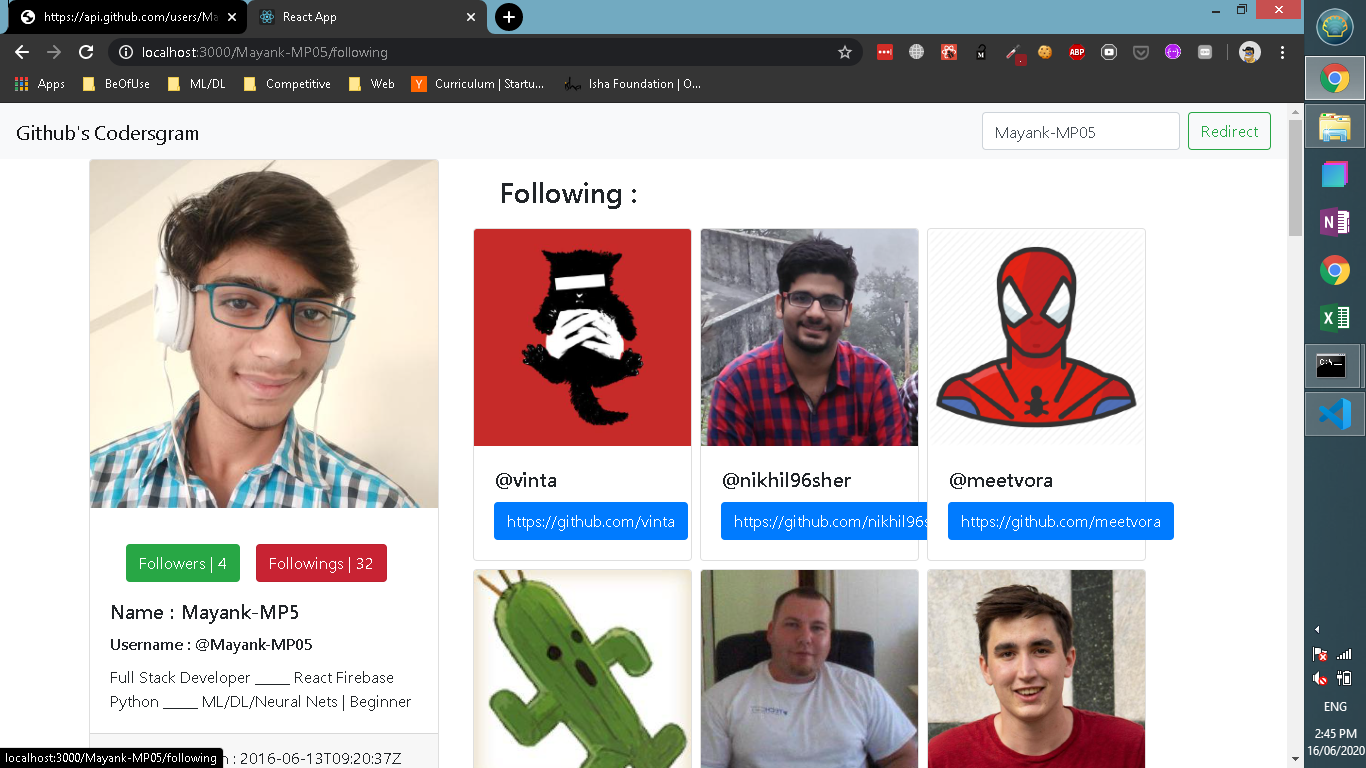 https://api.github.com/users/Ma
React App
localhost:3000/Mayank-MP05/following
ABP
Apps
BeOfUse
ML/DL
Competitive
Web
Y
Curriculum | Startu...
Isha Foundation | O...
Github's Codersgram
Mayank-MP05
Redirect
Following :
@vinta
https://github.com/vinta
@nikhil96sher
https://github.com/nikhil96s
@meetvora
https://github.com/meetvora
Followers | 4
Followings | 32
Name : Mayank-MP5
Username : @Mayank-MP05
Full Stack Developer _____ React Firebase
Python _____ ML/DL/Neural Nets | Beginner
: 2016-06-13T09:20:37Z
localhost:3000/Mayank-MP05/following
ENG
2:45 PM
16/06/2020